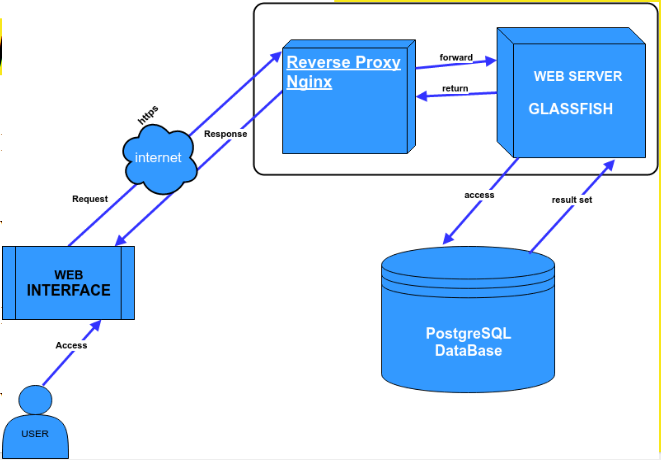 Reverse Proxy
Nginx
forward
return
WEB SERVER
GLASSFISH
https
internet
Response
Request
access
result set
WEB
INTERFACE
PostgreSQL
DataBase
Access
USER